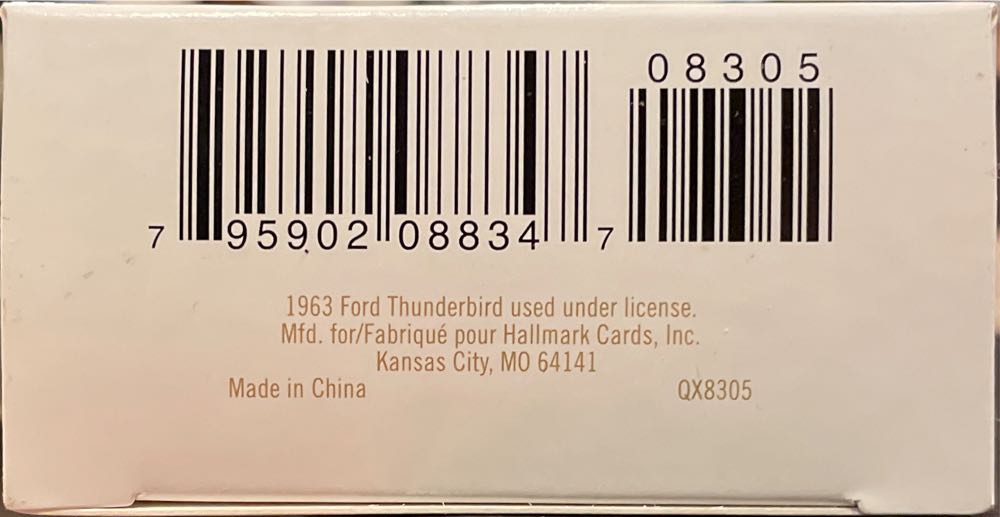 08305
7 95902 08834 7
1963 Ford Thunderbird used under license.
Mfd. for/Fabriqué pour Hallmark Cards, Inc.
Kansas City, MO 64141
Made in China QX8305